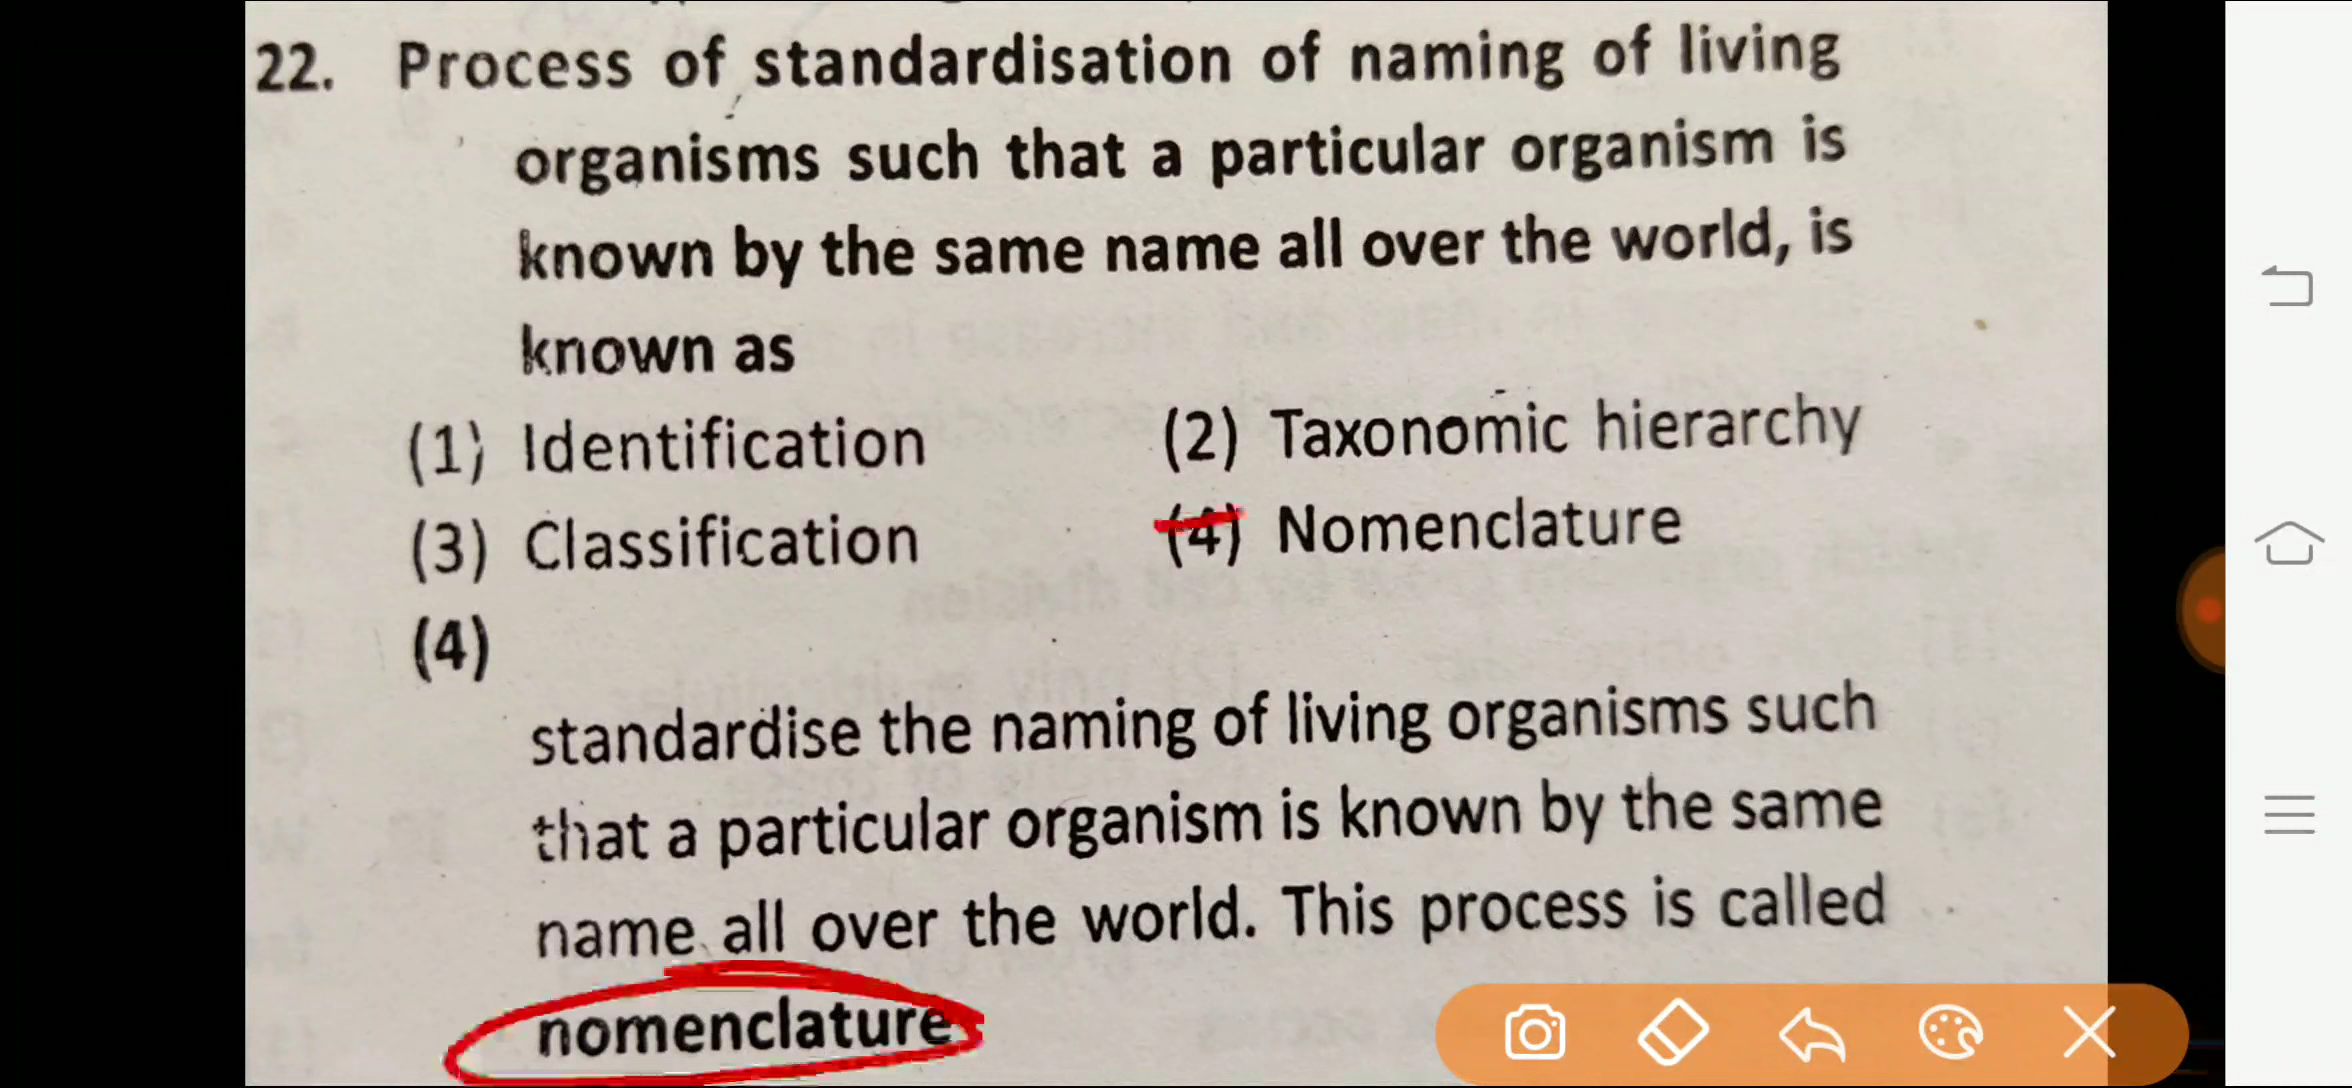 22. Process of standardisation of naming of living
organisms such that a particular organism is
known by the same name all over the world, is
known as
(1) Identification (2) Taxonomic hierarchy
(3) Classification (4) Nomenclature
(4)
standardise the naming of living organisms such
that a particular organism is known by the same
name all over the world. This process is called
nomenclature